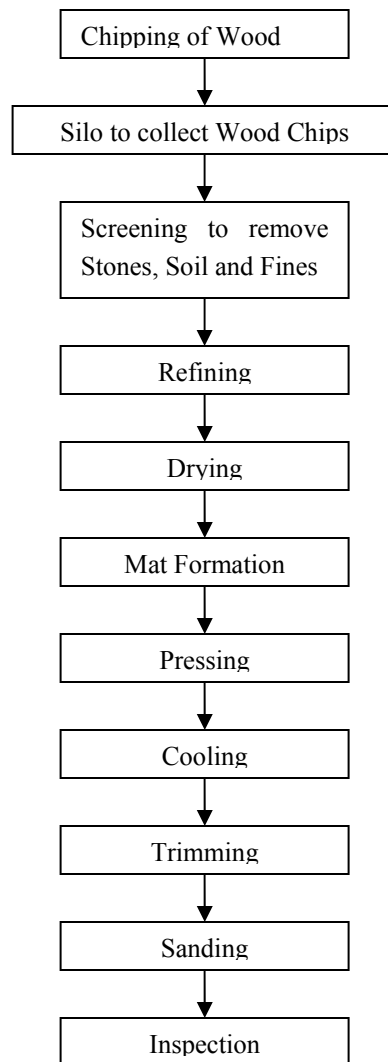 Chipping of Wood
Silo to collect Wood Chips
Screening to remove
Stones, Soil and Fines
Refining
Drying
Mat Formation
Pressing
Cooling
Trimming
Sanding
Inspection